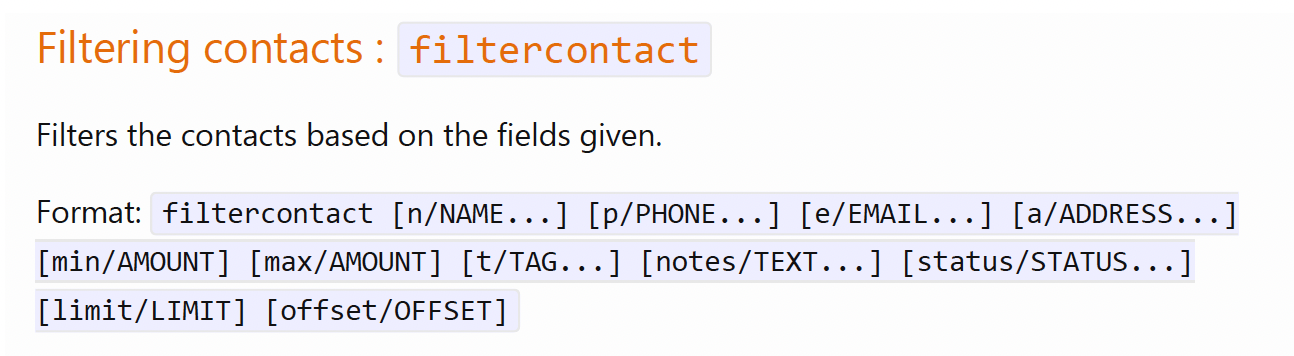 Filtering contacts : filtercontact
Filters the contacts based on the fields given.
Format: filtercontact [n/NAME...] [p/PHONE...] [e/EMAIL...] [a/ADDRESS...]
[min/AMOUNT] [max/AMOUNT] [t/TAG...] [notes/TEXT...] [status/STATUS...]
[limit/LIMIT] [offset/OFFSET]